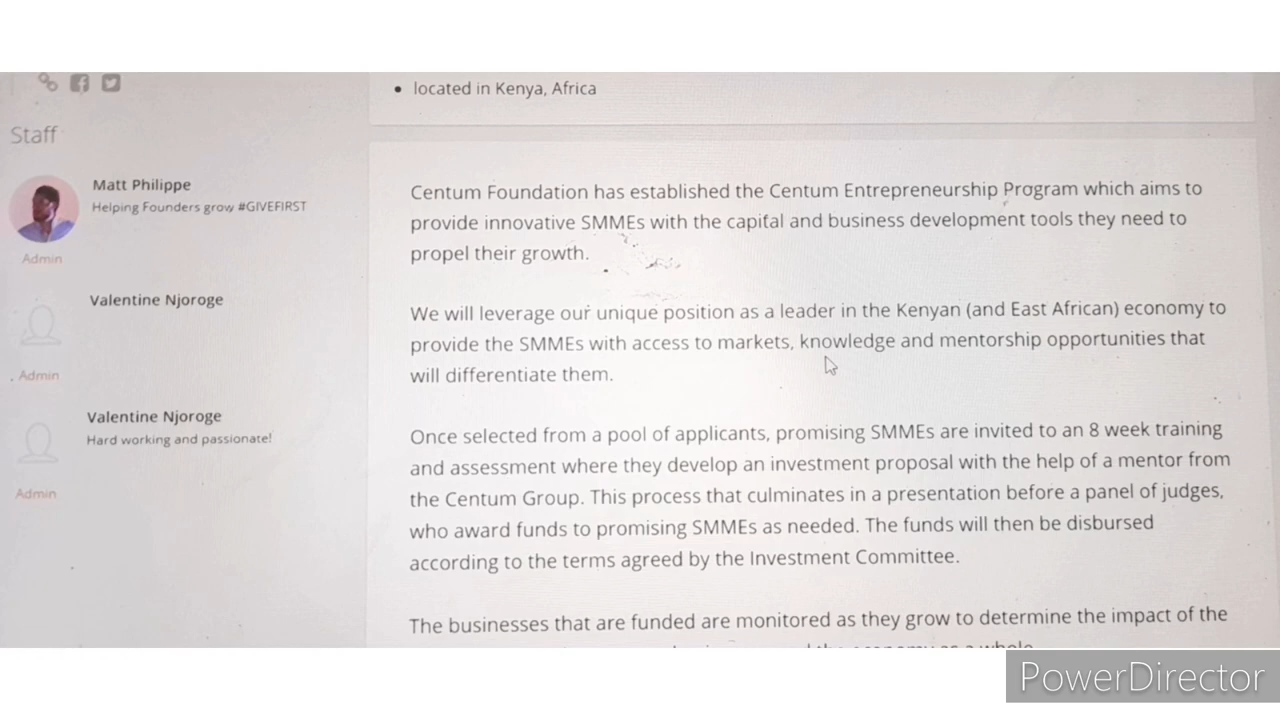 located in Kenya, Africa
Staff
Matt Philippe
Helping Founders grow #GIVEFIRST
Admin
Valentine Njoroge
Admin
Valentine Njoroge
Hard working and passionate!
Admin
Centum Foundation has established the Centum Entrepreneurship Program which aims to
provide innovative SMMEs with the capital and business development tools they need to
propel their growth.
We will leverage our unique position as a leader in the Kenyan (and East African) economy to
provide the SMMEs with access to markets, knowledge and mentorship opportunities that
will differentiate them.
Once selected from a pool of applicants, promising SMMEs are invited to an 8 week training
and assessment where they develop an investment proposal with the help of a mentor from
the Centum Group. This process that culminates in a presentation before a panel of judges,
who award funds to promising SMMEs as needed. The funds will then be disbursed
according to the terms agreed by the Investment Committee.
The businesses that are funded are monitored as they grow to determine the impact of the
PowerDirector